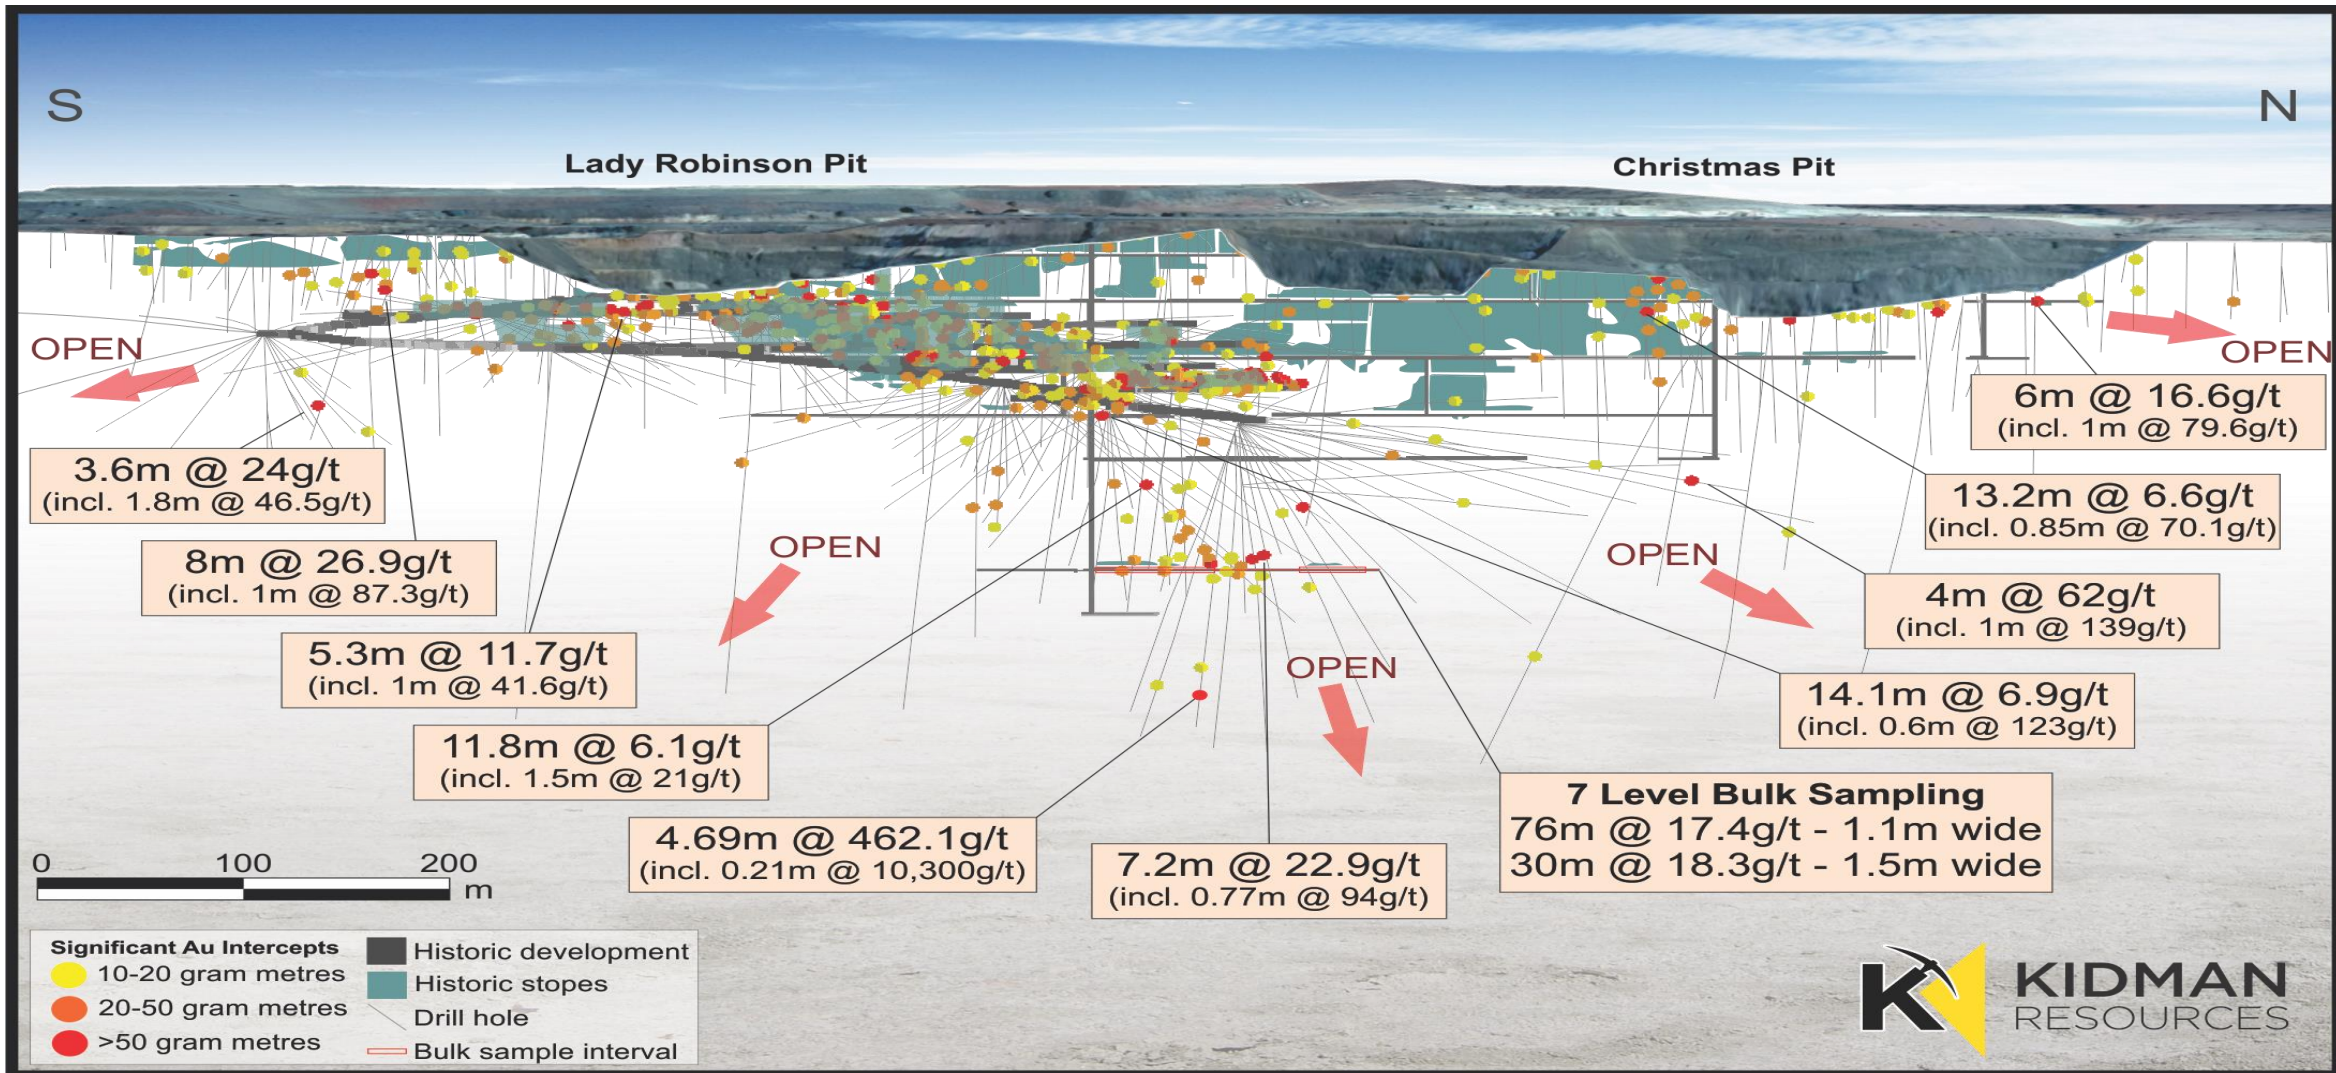 S
N
Lady Robinson Pit
Christmas Pit
OPEN
OPEN
6m @ 16.6g/t
(incl. 1m @ 79.6g/t)
3.6m @ 24g/t
(incl. 1.8m @ 46.5g/t)
13.2m @ 6.6g/t
(incl. 0.85m @ 70.1g/t)
8m @ 26.9g/t
(incl. 1m @ 87.3g/t)
OPEN
OPEN
4m @ 62g/t
(incl. 1m @ 139g/t)
5.3m @ 11.7g/t
(incl. 1m @ 41.6g/t)
OPEN
14.1m @ 6.9g/t
(incl. 0.6m @ 123g/t)
11.8m @ 6.1g/t
(incl. 1.5m @ 21g/t)
7 Level Bulk Sampling
76m @ 17.4g/t - 1.1m wide
30m @ 18.3g/t - 1.5m wide
4.69m @ 462.1g/t
(incl. 0.21m @ 10,300g/t)
7.2m @ 22.9g/t
(incl. 0.77m @ 94g/t)
0 100 200
m
Significant Au Intercepts
10-20 gram metres
20-50 gram metres
>50 gram metres
Historic development
Historic stopes
Drill hole
Bulk sample interval
K
KIDMAN
RESOURCES